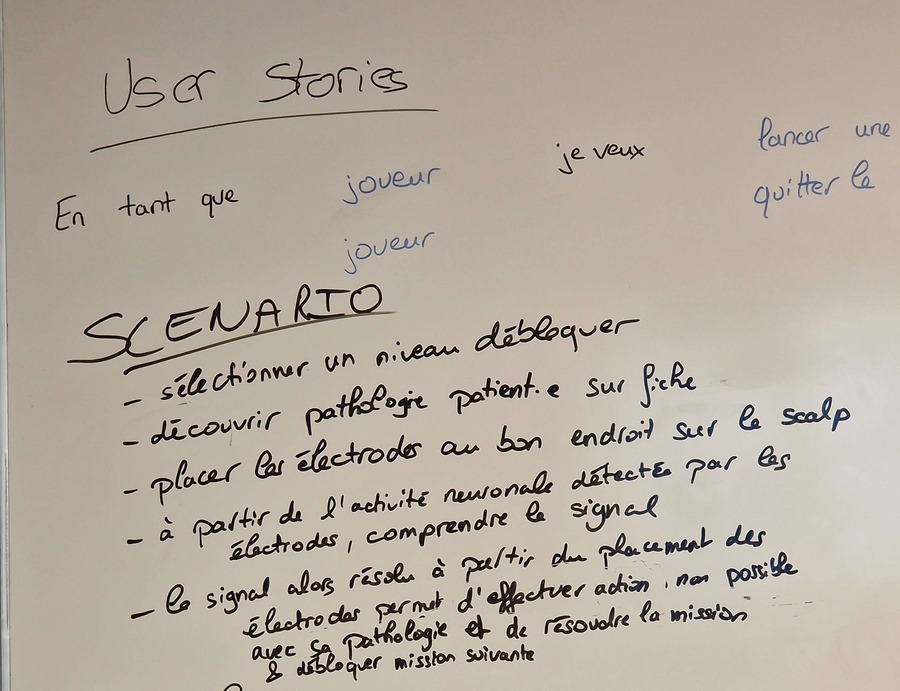 User Stories
En tant que joueur je veux lancer une
joueur quitter le
SCENARIO
- sélectionner un niveau débloquer
- découvrir pathologie patient.e sur fiche
- placer les électrodes au bon endroit sur le scalp
- à partir de l'activité neuronale détectée par les
électrodes, comprendre le signal
- le signal alors résolu à partir du placement des
électrodes permet d'effectuer action, non possible
avec sa pathologie et de résoudre la mission
& débloquer mission suivante